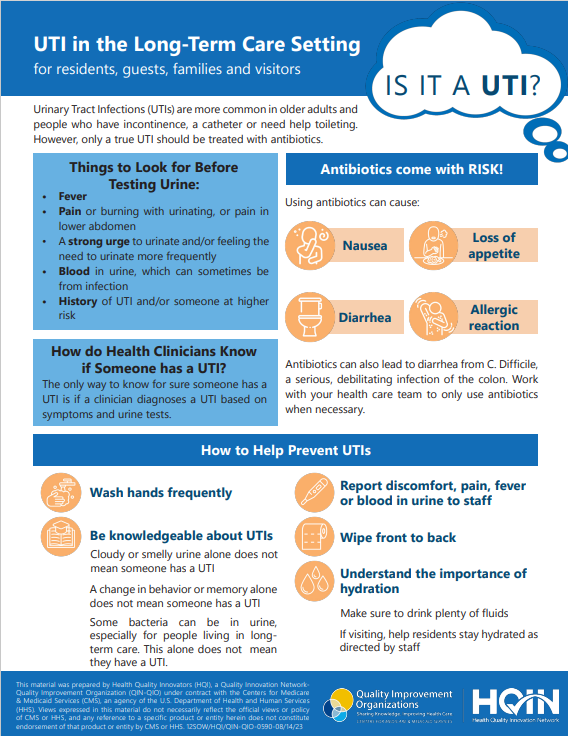 UTI in the Long-Term Care Setting
for residents, guests, families and visitors
IS IT A UTI?
Urinary Tract Infections (UTIs) are more common in older adults and
people who have incontinence, a catheter or need help toileting.
However, only a true UTI should be treated with antibiotics.
Things to Look for Before
Testing Urine:
• Fever
• Pain or burning with urinating, or pain in
lower abdomen
• A strong urge to urinate and/or feeling the
need to urinate more frequently
• Blood in urine, which can sometimes be
from infection
• History of UTI and/or someone at higher
risk
How do Health Clinicians Know
if Someone has a UTI?
The only way to know for sure someone has a
UTI is if a clinician diagnoses a UTI based on
symptoms and urine tests.
Antibiotics come with RISK!
Using antibiotics can cause:
Nausea
Loss of
appetite
Diarrhea
Allergic
reaction
Antibiotics can also lead to diarrhea from C. Difficile,
a serious, debilitating infection of the colon. Work
with your health care team to only use antibiotics
when necessary.
How to Help Prevent UTIs
Wash hands frequently
Be knowledgeable about UTIs
Cloudy or smelly urine alone does not
mean someone has a UTI
A change in behavior or memory alone
does not mean someone has a UTI
Some bacteria can be in urine,
especially for people living in long-
term care. This alone does not mean
they have a UTI.
Report discomfort, pain, fever
or blood in urine to staff
Wipe front to back
Understand the importance of
hydration
Make sure to drink plenty of fluids
If visiting, help residents stay hydrated as
directed by staff
This material was prepared by Health Quality Innovators (HQI), a Quality Innovation Network-
Quality Improvement Organization (QIN-QIO) under contract with the Centers for Medicare
& Medicaid Services (CMS), an agency of the U.S. Department of Health and Human Services
(HHS). Views expressed in this material do not necessarily reflect the official views or policy
of CMS or HHS, and any reference to a specific product or entity herein does not constitute
endorsement of that product or entity by CMS or HHS. 12SOW/HQI/QIN-QIO-0590-08/14/23
Quality Improvement
Organizations
Sharing Knowledge. Improving Health Care.
CENTERS FOR MEDICARE & MEDICAID SERVICES
HQIN
Health Quality Innovation Network